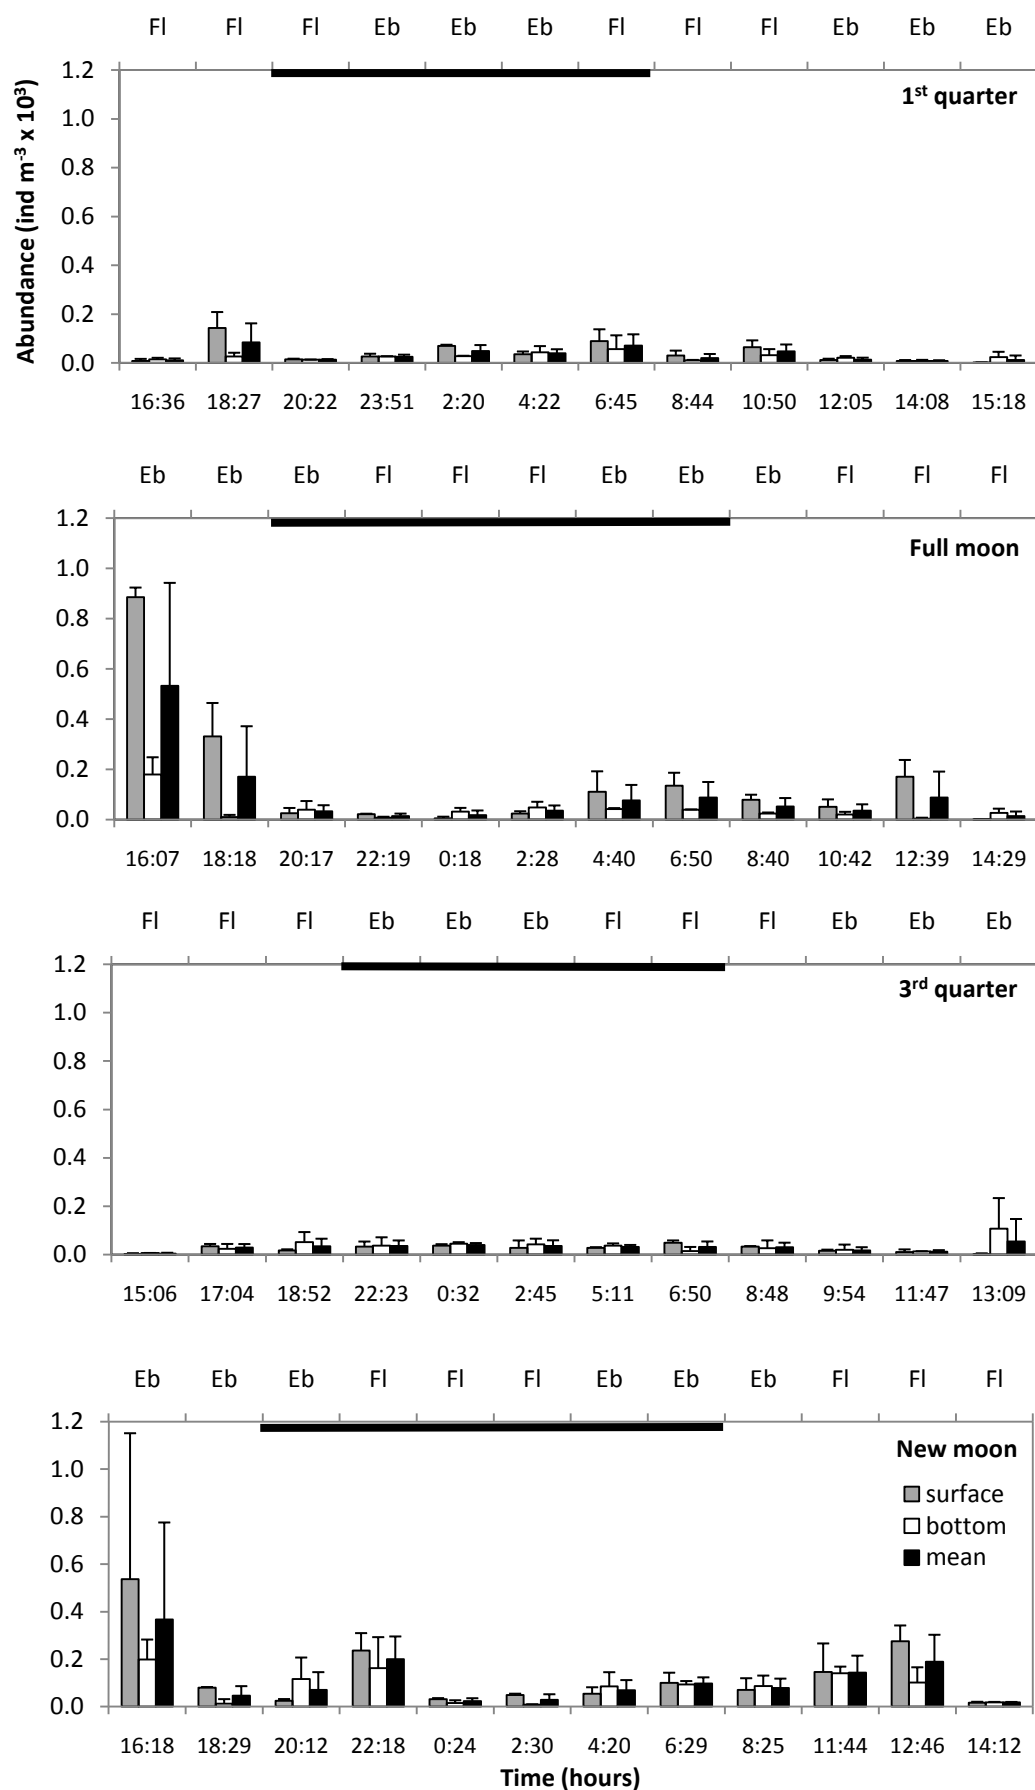 Fl Fl Fl Eb Eb Eb Fl Fl Fl Eb Eb Eb
Abundance (ind m⁻³ x 10³)
1.2
1.0
0.8
0.6
0.4
0.2
0.0
1st quarter
16:36 18:27 20:22 23:51 2:20 4:22 6:45 8:44 10:50 12:05 14:08 15:18
Eb Eb Eb Fl Fl Fl Eb Eb Eb Fl Fl Fl
1.2
1.0
0.8
0.6
0.4
0.2
0.0
Full moon
16:07 18:18 20:17 22:19 0:18 2:28 4:40 6:50 8:40 10:42 12:39 14:29
Fl Fl Fl Eb Eb Eb Fl Fl Fl Eb Eb Eb
1.2
1.0
0.8
0.6
0.4
0.2
0.0
3rd quarter
15:06 17:04 18:52 22:23 0:32 2:45 5:11 6:50 8:48 9:54 11:47 13:09
Eb Eb Eb Fl Fl Fl Eb Eb Eb Fl Fl Fl
1.2
1.0
0.8
0.6
0.4
0.2
0.0
New moon
surface
bottom
mean
16:18 18:29 20:12 22:18 0:24 2:30 4:20 6:29 8:25 11:44 12:46 14:12
Time (hours)